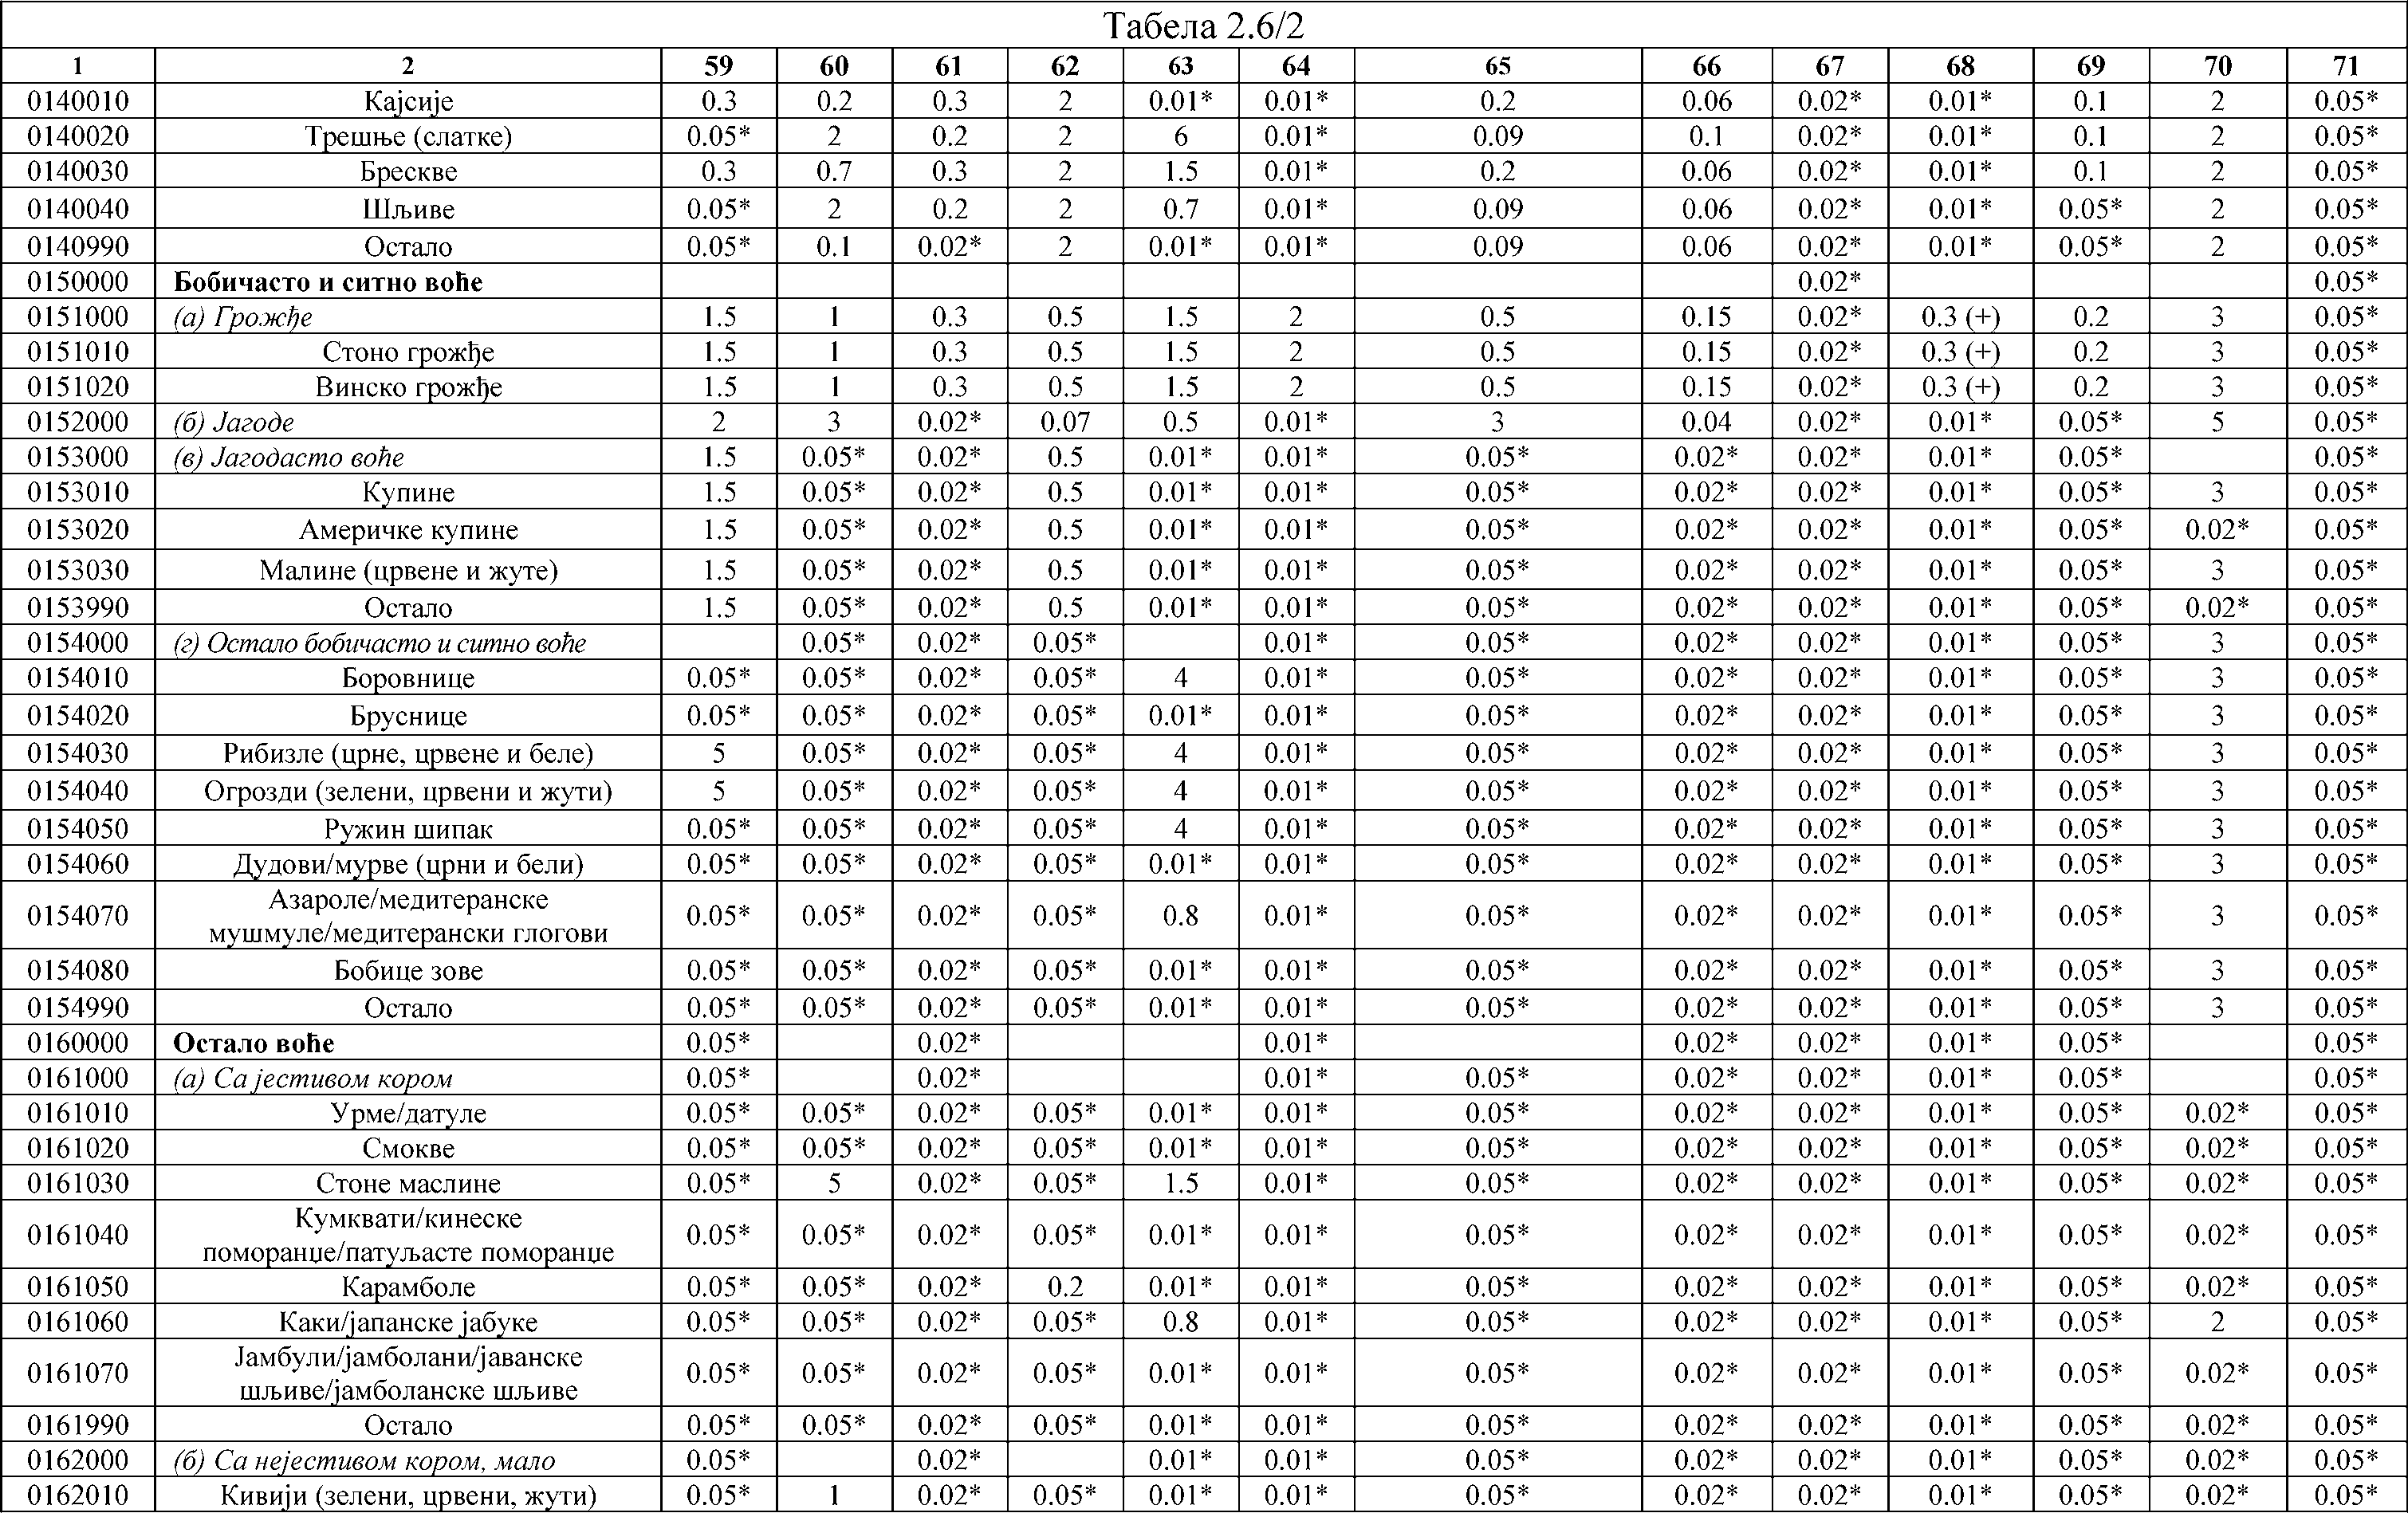 Табела 2.6/2
1 2 59 60 61 62 63 64 65 66 67 68 69 70 71
0140010 Кајсије 0.3 0.2 0.3 2 0.01* 0.01* 0.2 0.06 0.02* 0.01* 0.1 2 0.05*
0140020 Трешње (слатке) 0.05* 2 0.2 2 6 0.01* 0.09 0.1 0.02* 0.01* 0.1 2 0.05*
0140030 Брескве 0.3 0.7 0.3 2 1.5 0.01* 0.2 0.06 0.02* 0.01* 0.1 2 0.05*
0140040 Шљиве 0.05* 2 0.2 2 0.7 0.01* 0.09 0.06 0.02* 0.01* 0.05* 2 0.05*
0140990 Остало 0.05* 0.1 0.02* 2 0.01* 0.01* 0.09 0.06 0.02* 0.01* 0.05* 2 0.05*
0150000 Бобичасто и ситно воће 0.02* 0.05*
0151000 (а) Грожђе 1.5 1 0.3 0.5 1.5 2 0.5 0.15 0.02* 0.3 (+) 0.2 3 0.05*
0151010 Стоно грожђе 1.5 1 0.3 0.5 1.5 2 0.5 0.15 0.02* 0.3 (+) 0.2 3 0.05*
0151020 Винско грожђе 1.5 1 0.3 0.5 1.5 2 0.5 0.15 0.02* 0.3 (+) 0.2 3 0.05*
0152000 (б) Јагоде 2 3 0.02* 0.07 0.5 0.01* 3 0.04 0.02* 0.01* 0.05* 5 0.05*
0153000 (в) Јагодасто воће 1.5 0.05* 0.02* 0.5 0.01* 0.01* 0.05* 0.02* 0.02* 0.01* 0.05* 0.05*
0153010 Купине 1.5 0.05* 0.02* 0.5 0.01* 0.01* 0.05* 0.02* 0.02* 0.01* 0.05* 3 0.05*
0153020 Америчке купине 1.5 0.05* 0.02* 0.5 0.01* 0.01* 0.05* 0.02* 0.02* 0.01* 0.05* 0.02* 0.05*
0153030 Малине (црвене и жуте) 1.5 0.05* 0.02* 0.5 0.01* 0.01* 0.05* 0.02* 0.02* 0.01* 0.05* 3 0.05*
0153990 Остало 1.5 0.05* 0.02* 0.5 0.01* 0.01* 0.05* 0.02* 0.02* 0.01* 0.05* 0.02* 0.05*
0154000 (г) Остало бобичасто и ситно воће 0.05* 0.02* 0.05* 0.01* 0.05* 0.02* 0.02* 0.01* 0.05* 3 0.05*
0154010 Боровнице 0.05* 0.05* 0.02* 0.05* 4 0.01* 0.05* 0.02* 0.02* 0.01* 0.05* 3 0.05*
0154020 Бруснице 0.05* 0.05* 0.02* 0.05* 0.01* 0.01* 0.05* 0.02* 0.02* 0.01* 0.05* 3 0.05*
0154030 Рибизле (црне, црвене и беле) 5 0.05* 0.02* 0.05* 4 0.01* 0.05* 0.02* 0.02* 0.01* 0.05* 3 0.05*
0154040 Огрозди (зелени, црвени и жути) 5 0.05* 0.02* 0.05* 4 0.01* 0.05* 0.02* 0.02* 0.01* 0.05* 3 0.05*
0154050 Ружин шипак 0.05* 0.05* 0.02* 0.05* 4 0.01* 0.05* 0.02* 0.02* 0.01* 0.05* 3 0.05*
0154060 Дудови/мурве (црни и бели) 0.05* 0.05* 0.02* 0.05* 0.01* 0.01* 0.05* 0.02* 0.02* 0.01* 0.05* 3 0.05*
Азароле/медитеранске
0154070 мушмуле/медитерански глогови 0.05* 0.05* 0.02* 0.05* 0.8 0.01* 0.05* 0.02* 0.02* 0.01* 0.05* 3 0.05*
0154080 Бобице зове 0.05* 0.05* 0.02* 0.05* 0.01* 0.01* 0.05* 0.02* 0.02* 0.01* 0.05* 3 0.05*
0154990 Остало 0.05* 0.05* 0.02* 0.05* 0.01* 0.01* 0.05* 0.02* 0.02* 0.01* 0.05* 3 0.05*
0160000 Остало воће 0.05* 0.02* 0.01* 0.02* 0.02* 0.01* 0.05* 0.05*
0161000 (а) Са јестивом кором 0.05* 0.02* 0.01* 0.05* 0.02* 0.02* 0.01* 0.05* 0.05*
0161010 Урме/датуле 0.05* 0.05* 0.02* 0.05* 0.01* 0.01* 0.05* 0.02* 0.02* 0.01* 0.05* 0.02* 0.05*
0161020 Смокве 0.05* 0.05* 0.02* 0.05* 0.01* 0.01* 0.05* 0.02* 0.02* 0.01* 0.05* 0.02* 0.05*
0161030 Стоне маслине 0.05* 5 0.02* 0.05* 1.5 0.01* 0.05* 0.02* 0.02* 0.01* 0.05* 0.02* 0.05*
Кумквати/кинеске
0161040 поморанџе/патуљасте поморанџе 0.05* 0.05* 0.02* 0.05* 0.01* 0.01* 0.05* 0.02* 0.02* 0.01* 0.05* 0.02* 0.05*
0161050 Карамболе 0.05* 0.05* 0.02* 0.2 0.01* 0.01* 0.05* 0.02* 0.02* 0.01* 0.05* 0.02* 0.05*
0161060 Каки/јапанске јабуке 0.05* 0.05* 0.02* 0.05* 0.8 0.01* 0.05* 0.02* 0.02* 0.01* 0.05* 2 0.05*
Јамбули/јамболани/јаванске
0161070 шљиве/јамболанске шљиве 0.05* 0.05* 0.02* 0.05* 0.01* 0.01* 0.05* 0.02* 0.02* 0.01* 0.05* 0.02* 0.05*
0161990 Остало 0.05* 0.05* 0.02* 0.05* 0.01* 0.01* 0.05* 0.02* 0.02* 0.01* 0.05* 0.02* 0.05*
0162000 (б) Са нејестивом кором, мало 0.05* 0.02* 0.01* 0.01* 0.05* 0.02* 0.02* 0.01* 0.05* 0.02* 0.05*
0162010 Кивији (зелени, црвени, жути) 0.05* 1 0.02* 0.05* 0.01* 0.01* 0.05* 0.02* 0.02* 0.01* 0.05* 0.02* 0.05*